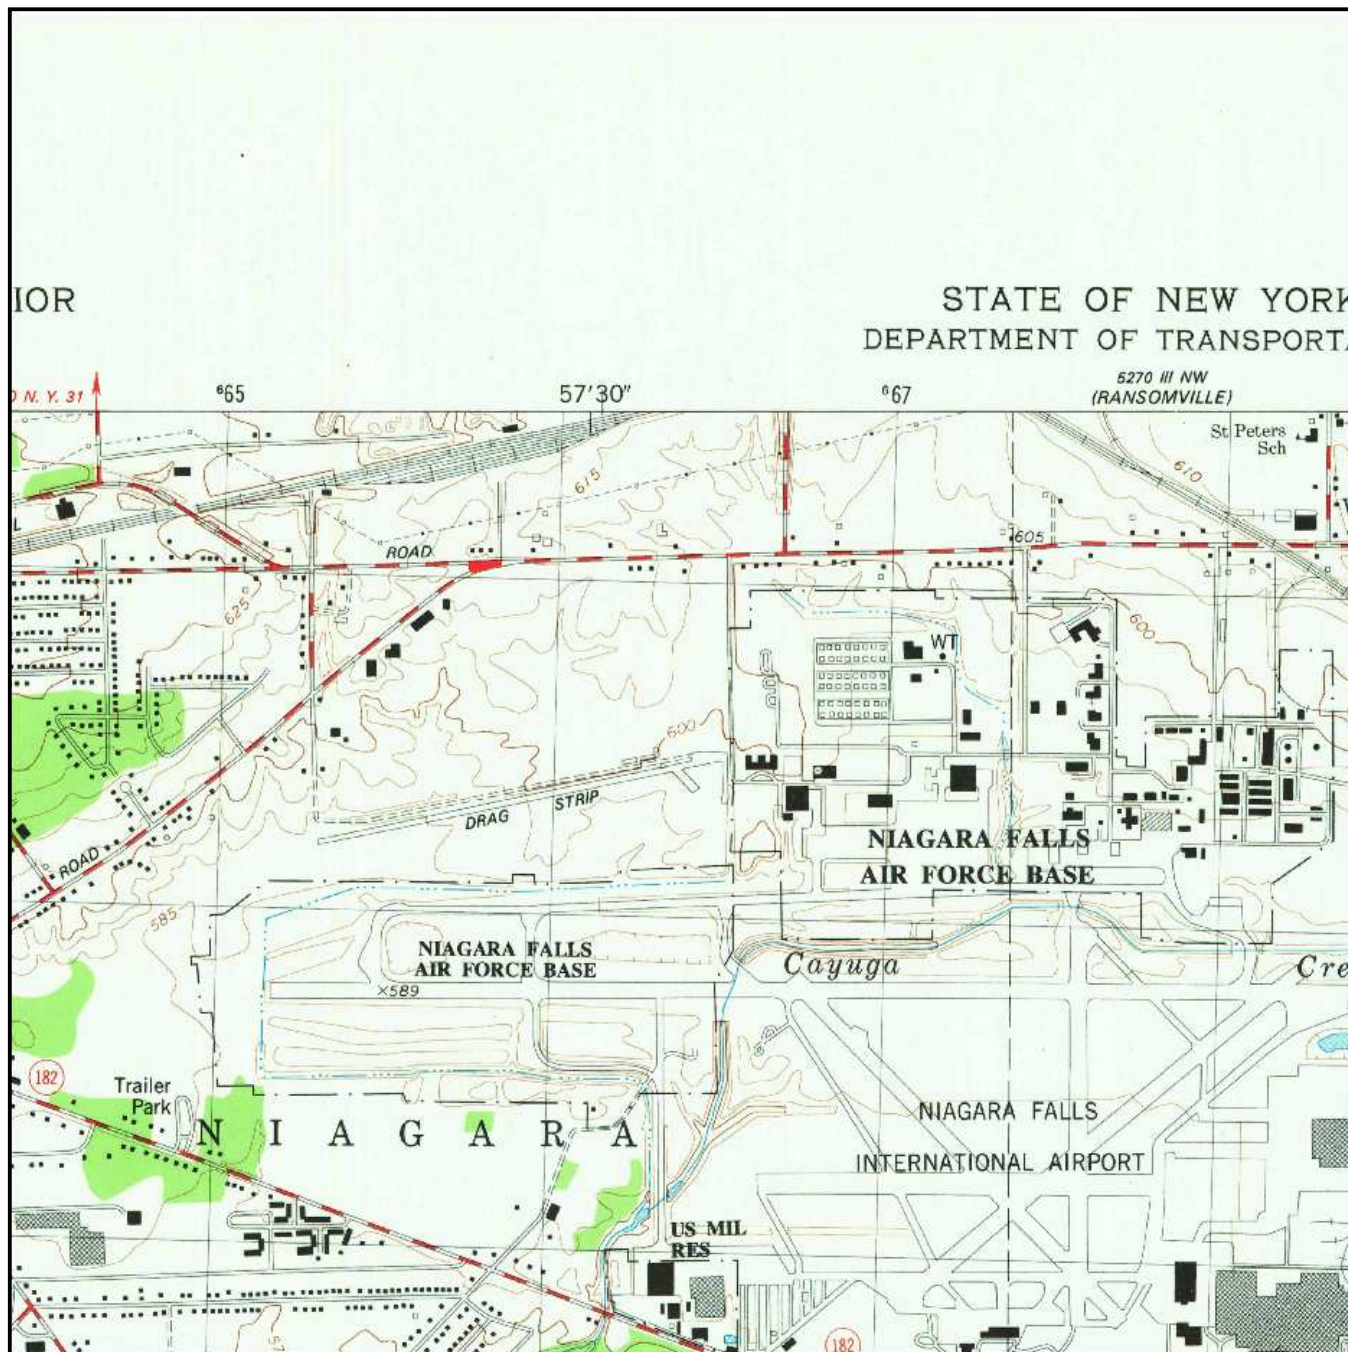 IOR
STATE OF NEW YORK
DEPARTMENT OF TRANSPORTA
5270 III NW
(RANSOMVILLE)
N. Y. 31
⁶65
57'30"
⁶67
St Peters
Sch
615
610
L
ROAD
605
625
600
WT
600
DRAG STRIP
NIAGARA FALLS
AIR FORCE BASE
ROAD
585
NIAGARA FALLS
AIR FORCE BASE
Cayuga
Cre
×589
182
Trailer
Park
NIAGARA
NIAGARA FALLS
INTERNATIONAL AIRPORT
US MIL
RES
182